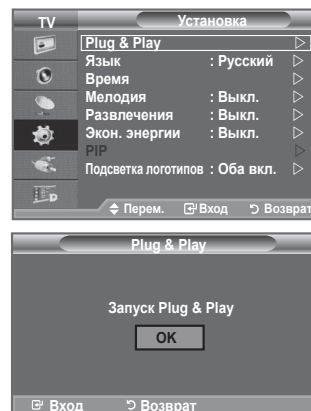 TV Установка
Plug & Play
Язык : Русский
Время
Мелодия : Выкл.
Развлечения : Выкл.
Экон. энергии : Выкл.
PIP
Подсветка логотипов : Оба вкл.
Перем. Вход Возврат
Plug & Play
Запуск Plug & Play
OK
Вход Возврат